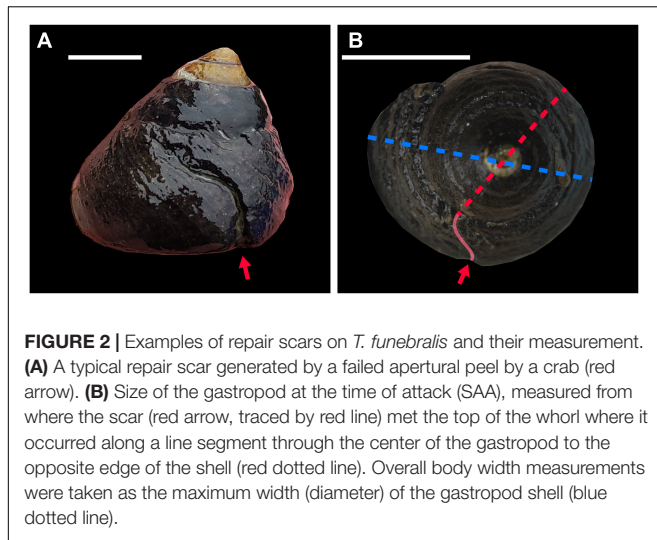 A
B
FIGURE 2 | Examples of repair scars on T. funebralis and their measurement.
(A) A typical repair scar generated by a failed apertural peel by a crab (red
arrow). (B) Size of the gastropod at the time of attack (SAA), measured from
where the scar (red arrow, traced by red line) met the top of the whorl where it
occurred along a line segment through the center of the gastropod to the
opposite edge of the shell (red dotted line). Overall body width measurements
were taken as the maximum width (diameter) of the gastropod shell (blue
dotted line).